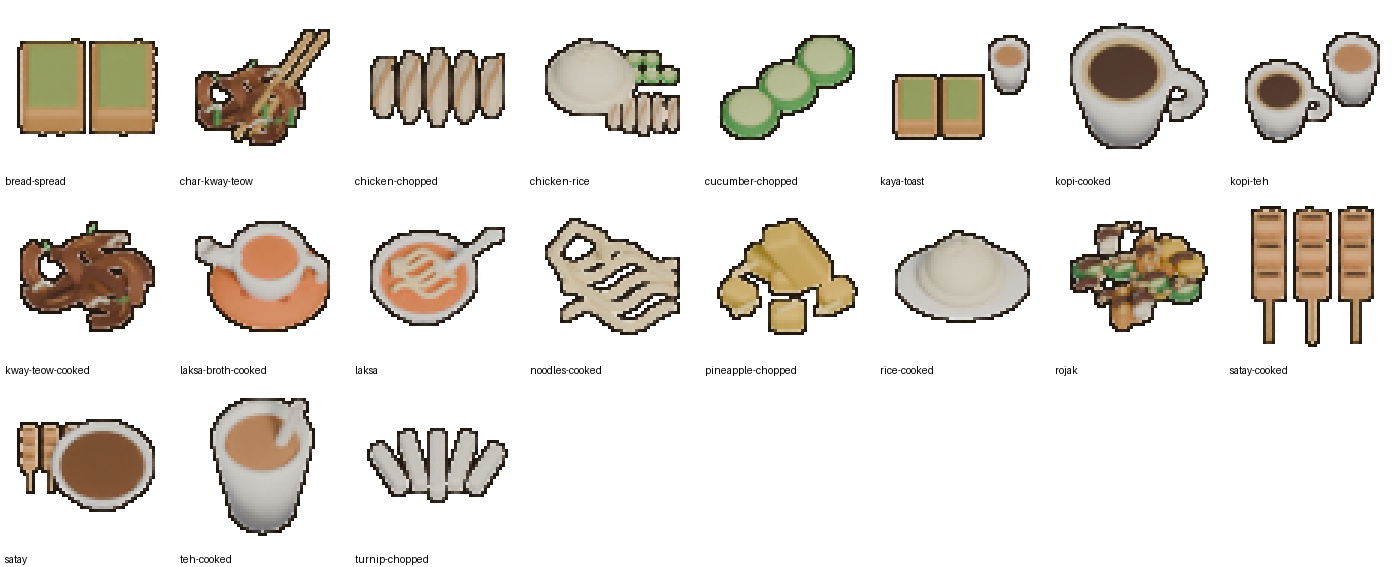 bread-spread
char-kway-teow
chicken-chopped
chicken-rice
cucumber-chopped
kaya-toast
kopi-cooked
kopi-teh
kway-teow-cooked
laksa-broth-cooked
laksa
noodles-cooked
pineapple-chopped
rice-cooked
rojak
satay-cooked
satay
teh-cooked
turnip-chopped